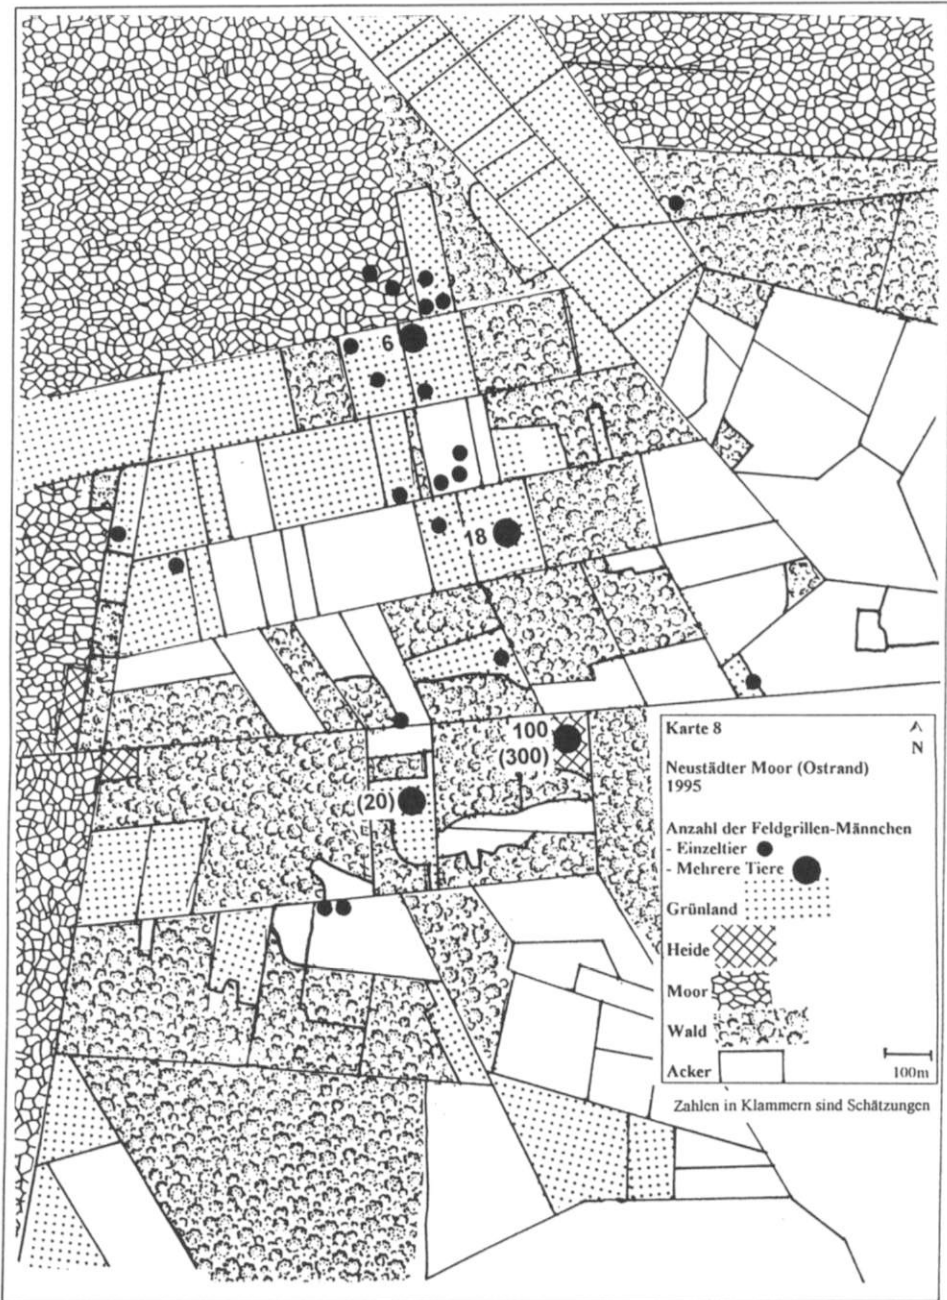 6
18
100
(300)
(20)
Karte 8
N
Neustädter Moor (Ostrand)
1995
Anzahl der Feldgrillen-Männchen
- Einzeltier
- Mehrere Tiere
Grünland
Heide
Moor
Wald
Acker
100m
Zahlen in Klammern sind Schätzungen